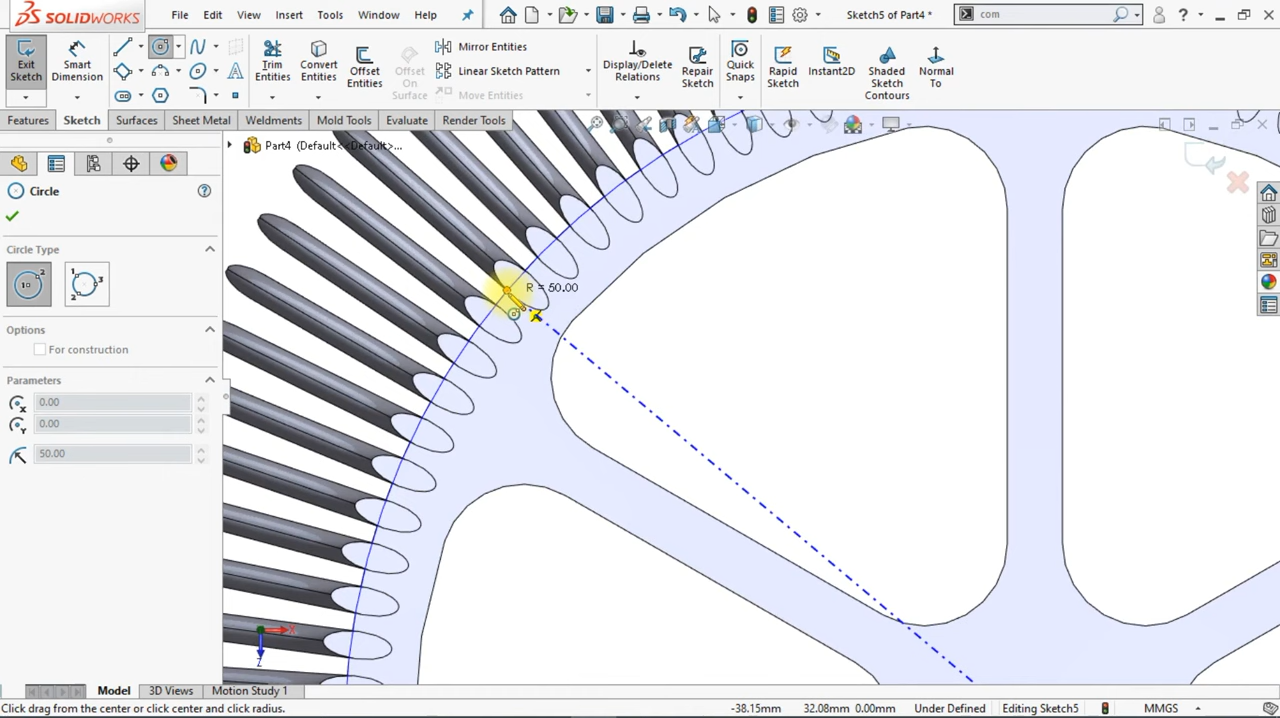 SOLIDWORKS
File
Edit
View
Insert
Tools
Window
Help
Sketch5 of Part4 *
com
?
Exit Sketch
Smart Dimension
Trim Entities
Convert Entities
Offset Entities
Offset On Surface
Mirror Entities
Linear Sketch Pattern
Move Entities
Display/Delete Relations
Repair Sketch
Quick Snaps
Rapid Sketch
Instant2D
Shaded Sketch Contours
Normal To
Features
Sketch
Surfaces
Sheet Metal
Weldments
Mold Tools
Evaluate
Render Tools
Part4 (Default<<Default>...
Circle
?
Circle Type
Options
For construction
Parameters
0.00
0.00
50.00
R = 50.00
X
Z
Model
3D Views
Motion Study 1
Click drag from the center or click center and click radius.
-38.15mm
32.08mm 0.00mm
Under Defined
Editing Sketch5
MMGS